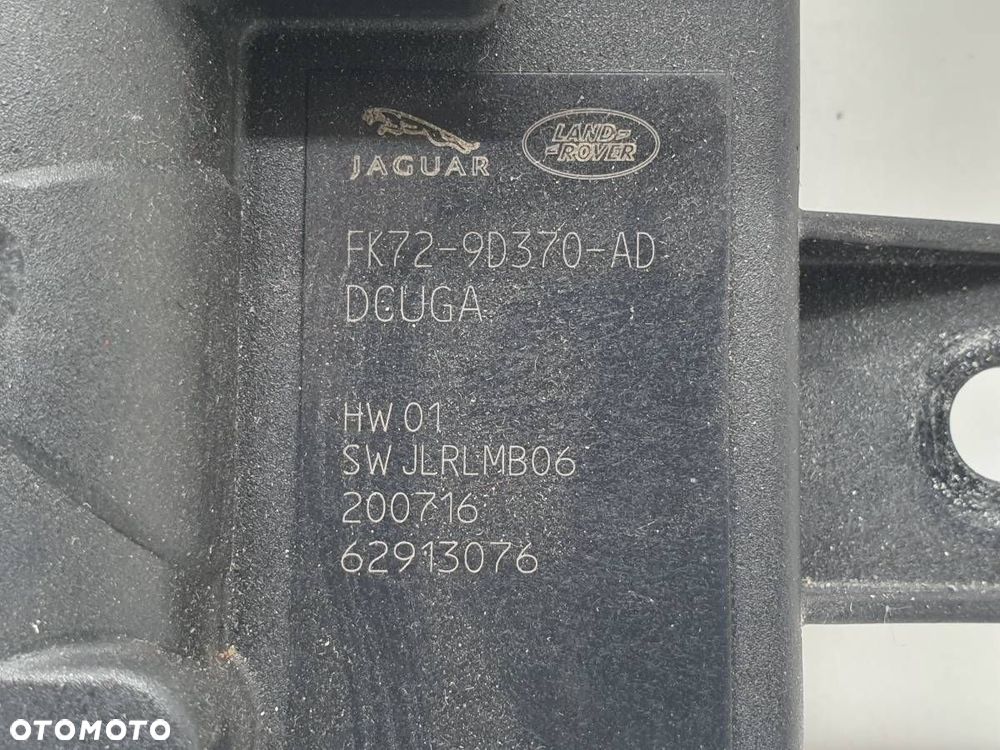 JAGUAR
LAND-
-ROVER
FK72-9D370-AD
DCUGA
HW 01
SW JLRLMB06
200716
62913076
OTOMOTO